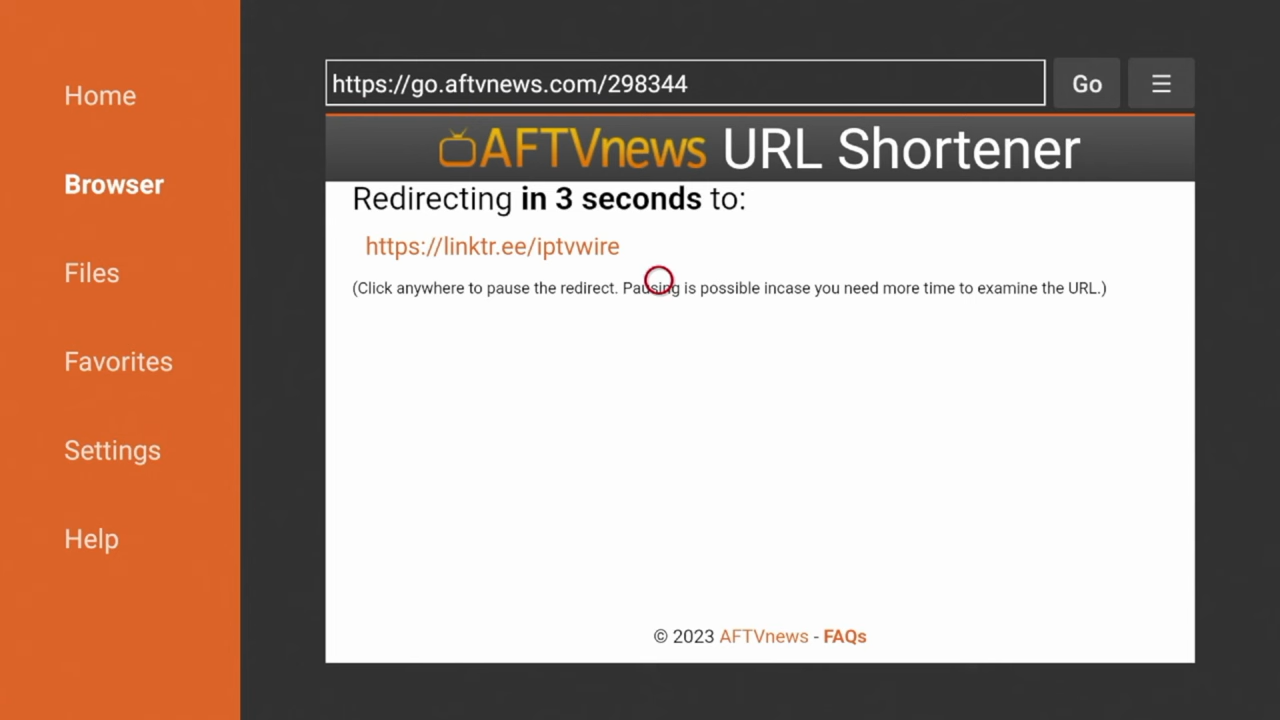 Home
Browser
Files
Favorites
Settings
Help
https://go.aftvnews.com/298344
Go
☰
AFTVnews URL Shortener
Redirecting in 3 seconds to:
https://linktr.ee/iptvwire
(Click anywhere to pause the redirect. Pausing is possible incase you need more time to examine the URL.)
© 2023 AFTVnews - FAQs